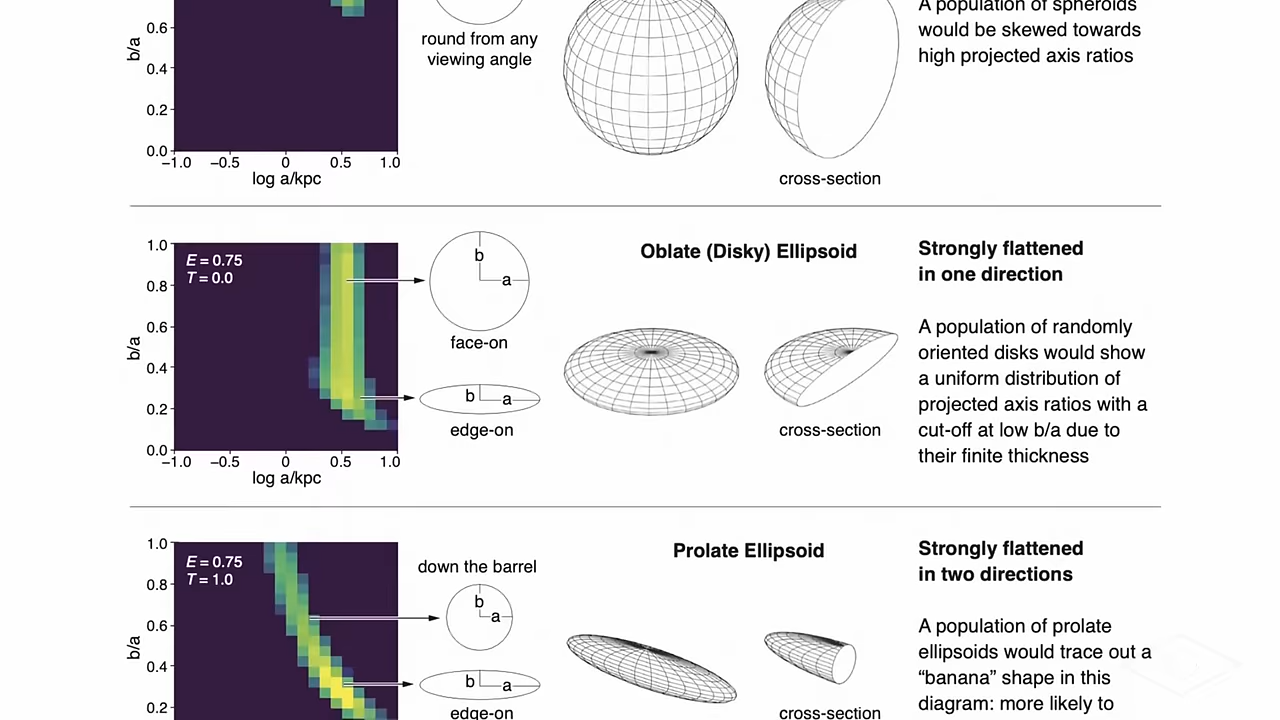 A population of spheroids
would be skewed towards
high projected axis ratios
round from any
viewing angle
b/a
0.6
0.4
0.2
0.0
−1.0 −0.5 0 0.5 1.0
log a/kpc
cross-section
Oblate (Disky) Ellipsoid
Strongly flattened
in one direction
E = 0.75
T = 0.0
b/a
1.0
0.8
0.6
0.4
0.2
0.0
−1.0 −0.5 0 0.5 1.0
log a/kpc
b
a
face-on
b a
edge-on
cross-section
A population of randomly
oriented disks would show
a uniform distribution of
projected axis ratios with a
cut-off at low b/a due to
their finite thickness
Prolate Ellipsoid
Strongly flattened
in two directions
E = 0.75
T = 1.0
b/a
1.0
0.8
0.6
0.4
0.2
down the barrel
b
a
b a
edge-on
cross-section
A population of prolate
ellipsoids would trace out a
“banana” shape in this
diagram: more likely to